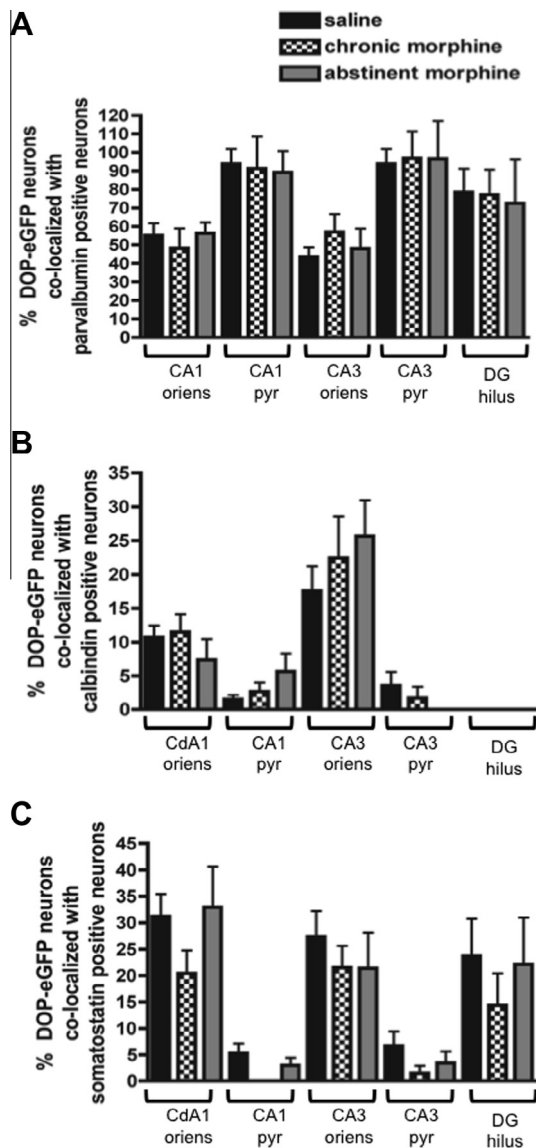 A
saline
chronic morphine
abstinent morphine
% DOP-eGFP neurons
co-localized with
parvalbumin positive neurons
120
110
100
90
80
70
60
50
40
30
20
10
0
CA1 CA1 CA3 CA3 DG
oriens pyr oriens pyr hilus
B
% DOP-eGFP neurons
co-localized with
calbindin positive neurons
35
30
25
20
15
10
5
0
CdA1 CA1 CA3 CA3 DG
oriens pyr oriens pyr hilus
C
% DOP-eGFP neurons
co-localized with
somatostatin positive neurons
45
40
35
30
25
20
15
10
5
0
CdA1 CA1 CA3 CA3 DG
oriens pyr oriens pyr hilus